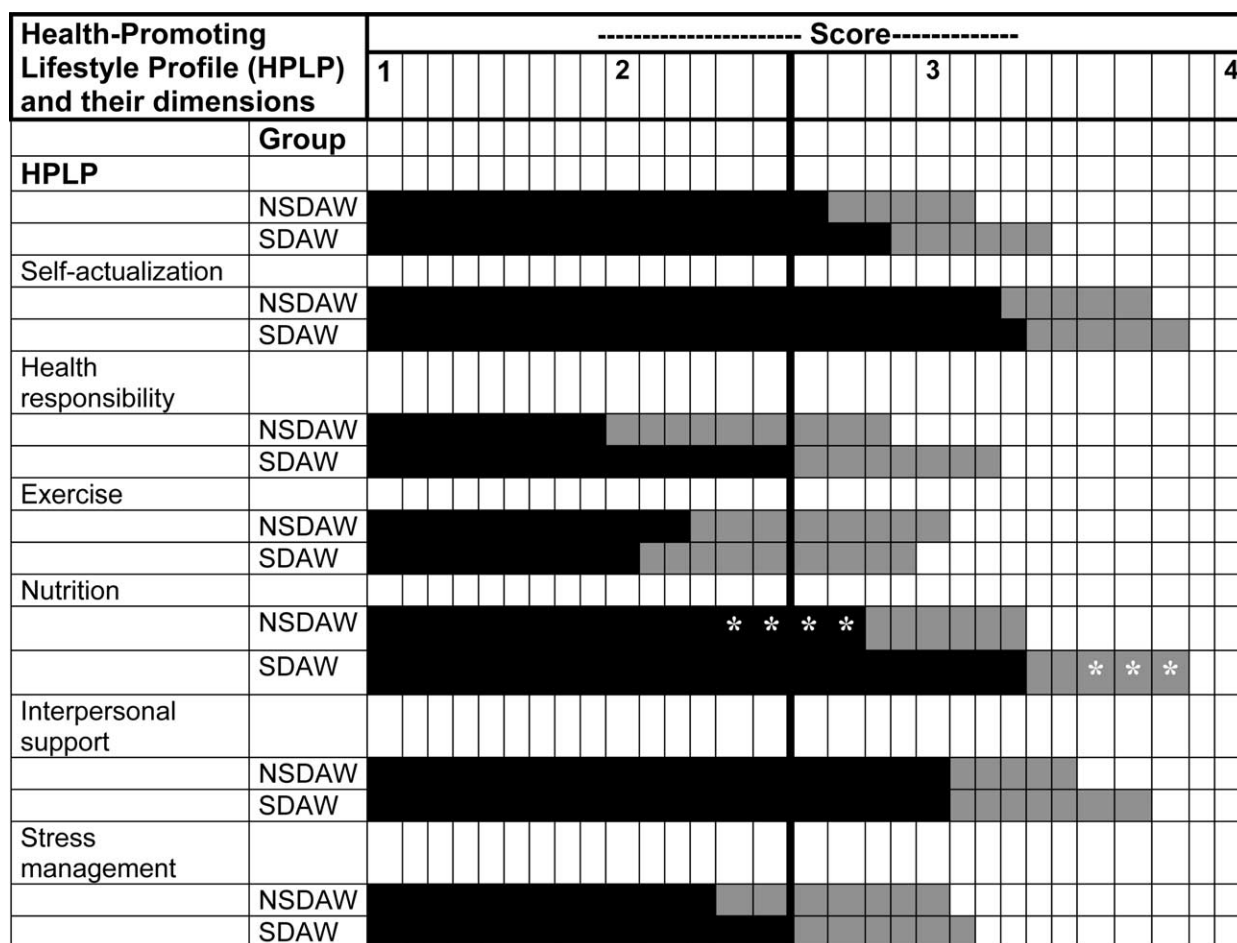 Health-Promoting
Lifestyle Profile (HPLP)
and their dimensions
----------------------- Score-------------
1 2 3 4
Group
HPLP
NSDAW
SDAW
Self-actualization
NSDAW
SDAW
Health
responsibility
NSDAW
SDAW
Exercise
NSDAW
SDAW
Nutrition
NSDAW * * * *
SDAW * * *
Interpersonal
support
NSDAW
SDAW
Stress
management
NSDAW
SDAW